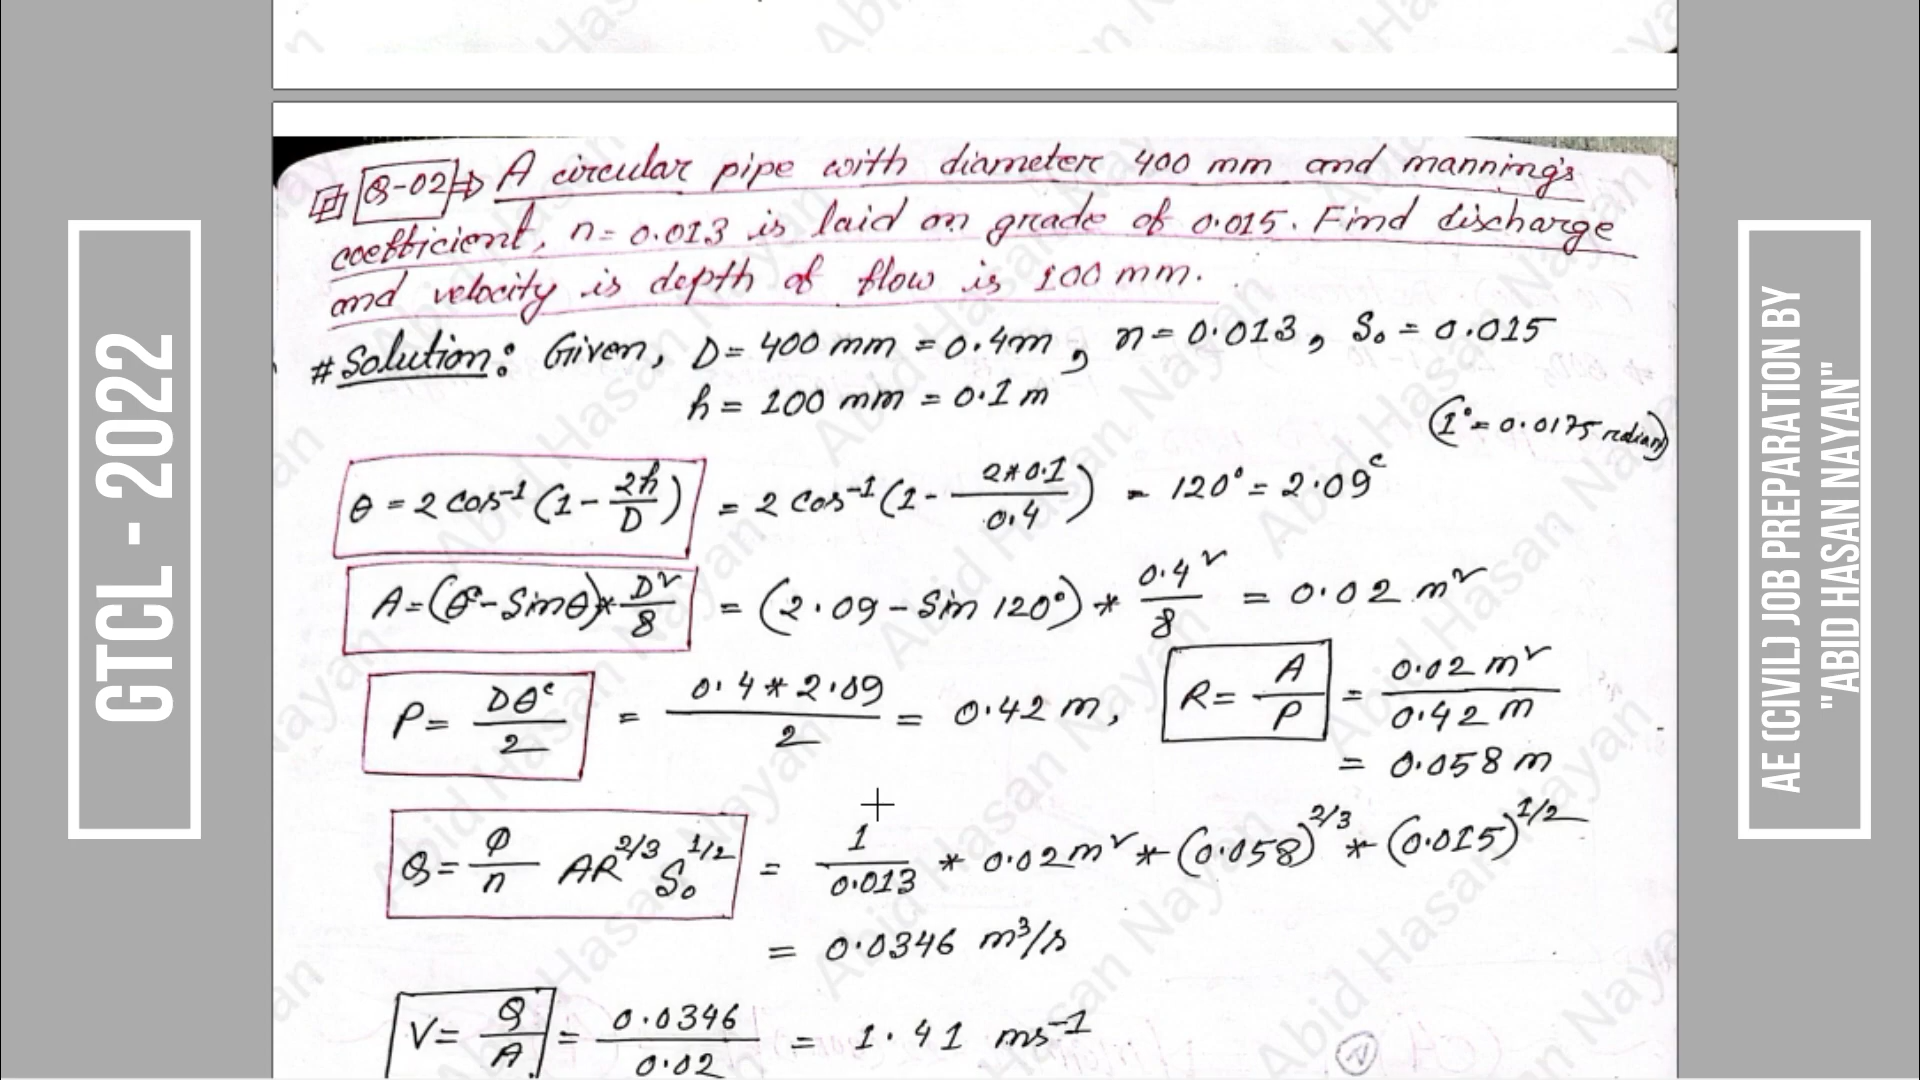 GTCL - 2022
AE (CIVIL) JOB PREPARATION BY
"ABID HASAN NAYAN"
Q-02 ⇒ A circular pipe with diameter 400 mm and manning's
coefficient, n = 0.013 is laid on grade of 0.015. Find discharge
and velocity is depth of flow is 100 mm.
# Solution: Given, D = 400 mm = 0.4m, n = 0.013, S₀ = 0.015
h = 100 mm = 0.1 m
(1° = 0.0175 radian)
θ = 2 cos⁻¹ (1 - 2h/D) = 2 cos⁻¹ (1 - 2*0.1/0.4) = 120° = 2.09ᶜ
A = (θᶜ - sinθ) * D²/8 = (2.09 - sin 120°) * 0.4²/8 = 0.02 m²
P = Dθᶜ/2 = 0.4 * 2.09/2 = 0.42 m, R = A/P = 0.02 m²/0.42 m
= 0.058 m
Q = φ/n AR^2/3 S₀^1/2 = 1/0.013 * 0.02m² * (0.058)^2/3 * (0.015)^1/2
= 0.0346 m³/s
V = Q/A = 0.0346/0.02 = 1.41 ms⁻¹
Abid Hasan Nayan